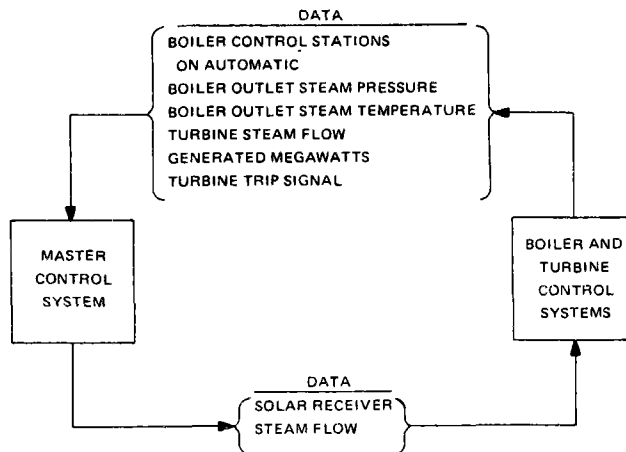 DATA
BOILER CONTROL STATIONS
ON AUTOMATIC
BOILER OUTLET STEAM PRESSURE
BOILER OUTLET STEAM TEMPERATURE
TURBINE STEAM FLOW
GENERATED MEGAWATTS
TURBINE TRIP SIGNAL
MASTER
CONTROL
SYSTEM
BOILER AND
TURBINE
CONTROL
SYSTEMS
DATA
SOLAR RECEIVER
STEAM FLOW